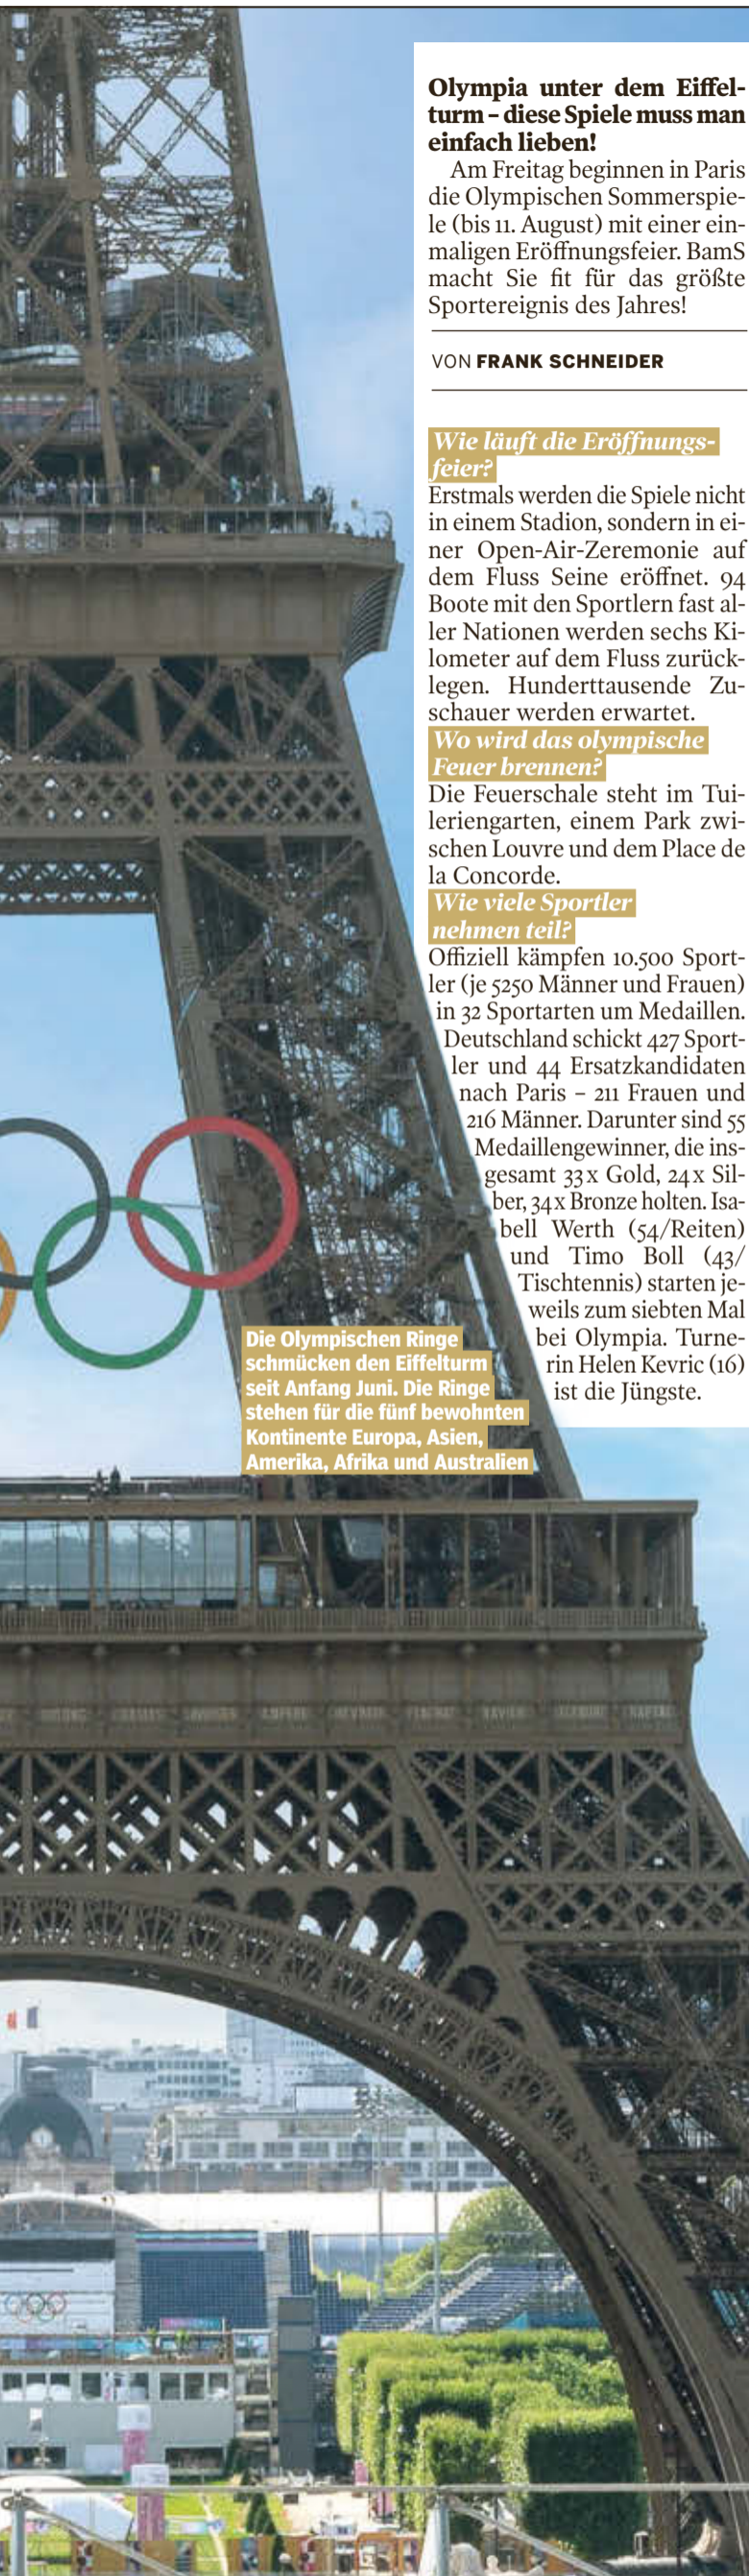 Olympia unter dem Eiffel-
turm – diese Spiele muss man
einfach lieben!
Am Freitag beginnen in Paris
die Olympischen Sommerspie-
le (bis 11. August) mit einer ein-
maligen Eröffnungsfeier. BamS
macht Sie fit für das größte
Sportereignis des Jahres!
VON FRANK SCHNEIDER
Wie läuft die Eröffnungs-
feier?
Erstmals werden die Spiele nicht
in einem Stadion, sondern in ei-
ner Open-Air-Zeremonie auf
dem Fluss Seine eröffnet. 94
Boote mit den Sportlern fast al-
ler Nationen werden sechs Ki-
lometer auf dem Fluss zurück-
legen. Hunderttausende Zu-
schauer werden erwartet.
Wo wird das olympische
Feuer brennen?
Die Feuerschale steht im Tui-
leriengarten, einem Park zwi-
schen Louvre und dem Place de
la Concorde.
Wie viele Sportler
nehmen teil?
Offiziell kämpfen 10.500 Sport-
ler (je 5250 Männer und Frauen)
in 32 Sportarten um Medaillen.
Deutschland schickt 427 Sport-
ler und 44 Ersatzkandidaten
nach Paris – 211 Frauen und
216 Männer. Darunter sind 55
Medaillengewinner, die ins-
gesamt 33 x Gold, 24 x Sil-
ber, 34 x Bronze holten. Isa-
bell Werth (54/Reiten)
und Timo Boll (43/
Tischtennis) starten je-
weils zum siebten Mal
bei Olympia. Turne-
rin Helen Kevric (16)
ist die Jüngste.
Die Olympischen Ringe
schmücken den Eiffelturm
seit Anfang Juni. Die Ringe
stehen für die fünf bewohnten
Kontinente Europa, Asien,
Amerika, Afrika und Australien